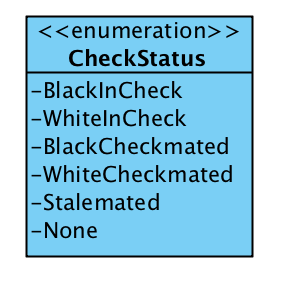 <<enumeration>>
CheckStatus
-BlackInCheck
-WhiteInCheck
-BlackCheckmated
-WhiteCheckmated
-Stalemated
-None